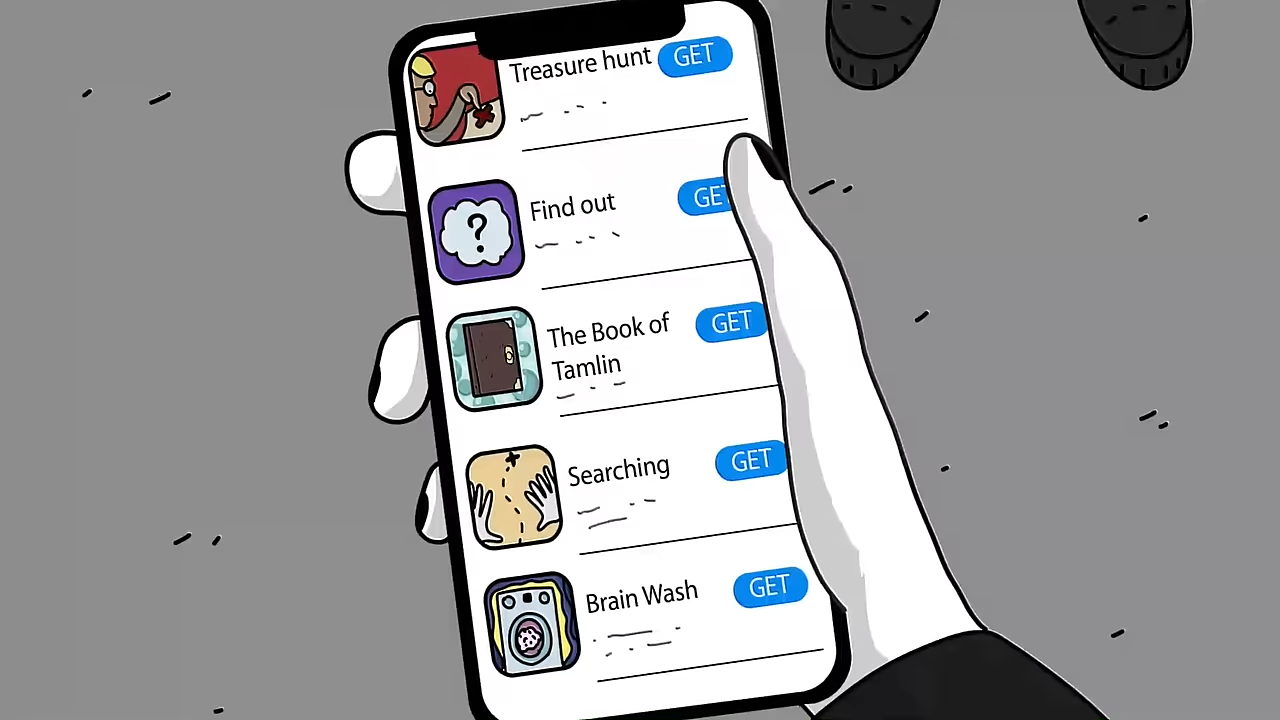 Treasure hunt GET
?
Find out GET
The Book of GET
Tamlin
Searching GET
Brain Wash GET